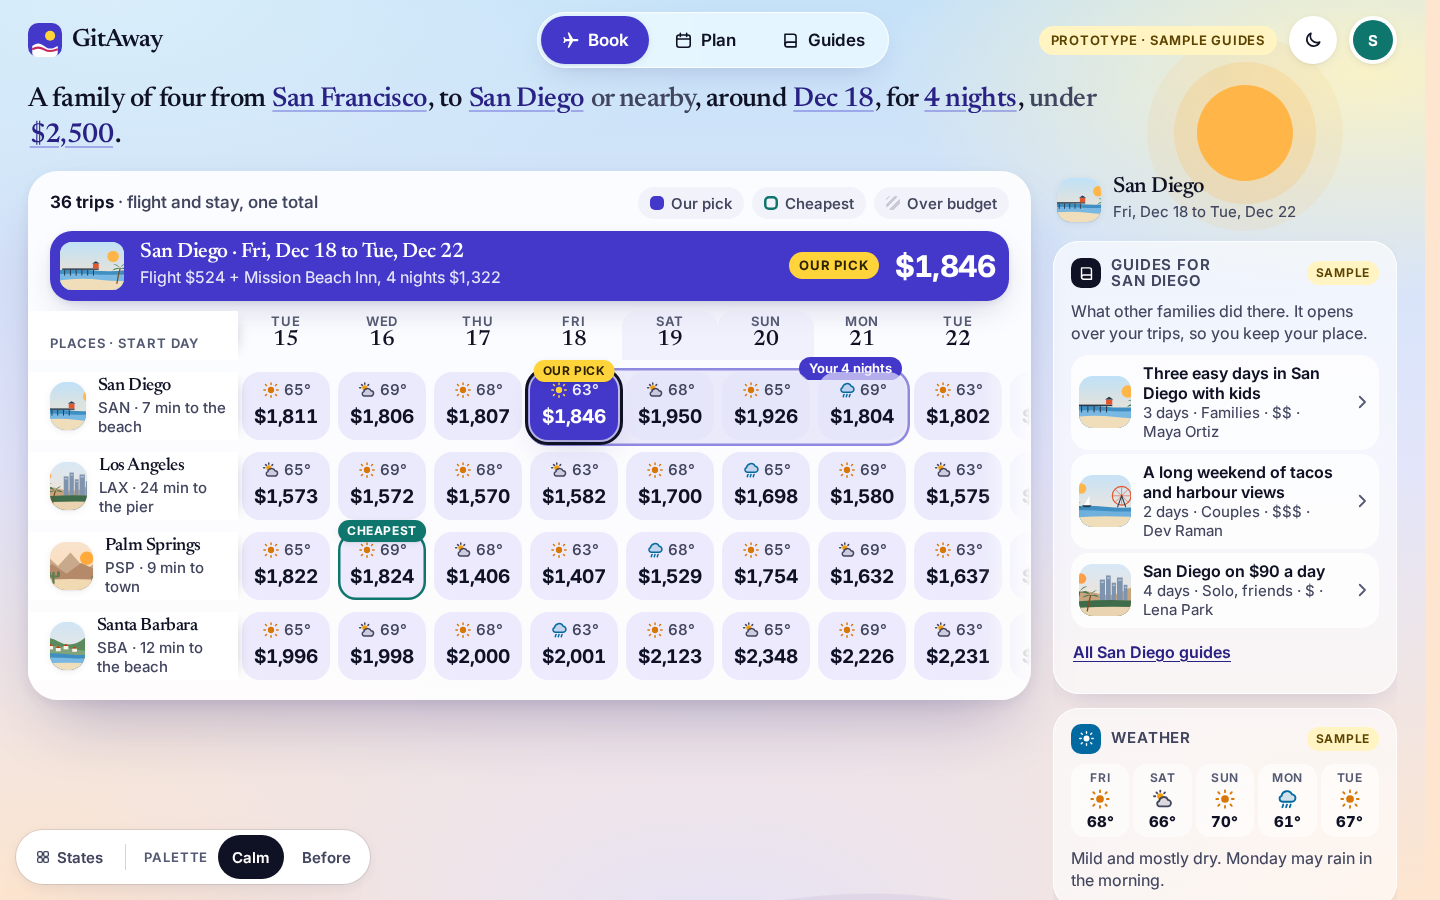 GitAway
Book
Plan
Guides
PROTOTYPE · SAMPLE GUIDES
S
A family of four from San Francisco, to San Diego or nearby, around Dec 18, for 4 nights, under
$2,500.
36 trips · flight and stay, one total
Our pick
Cheapest
Over budget
San Diego · Fri, Dec 18 to Tue, Dec 22
Flight $524 + Mission Beach Inn, 4 nights $1,322
OUR PICK
$1,846
PLACES · START DAY
TUE WED THU FRI SAT SUN MON TUE
15 16 17 18 19 20 21 22
OUR PICK
Your 4 nights
San Diego
SAN · 7 min to the
beach
65° 69° 68° 63° 68° 65° 69° 63°
$1,811 $1,806 $1,807 $1,846 $1,950 $1,926 $1,804 $1,802
Los Angeles
LAX · 24 min to
the pier
65° 69° 68° 63° 68° 65° 69° 63°
$1,573 $1,572 $1,570 $1,582 $1,700 $1,698 $1,580 $1,575
CHEAPEST
Palm Springs
PSP · 9 min to
town
65° 69° 68° 63° 68° 65° 69° 63°
$1,822 $1,824 $1,406 $1,407 $1,529 $1,754 $1,632 $1,637
Santa Barbara
SBA · 12 min to
the beach
65° 69° 68° 63° 68° 65° 69° 63°
$1,996 $1,998 $2,000 $2,001 $2,123 $2,348 $2,226 $2,231
San Diego
Fri, Dec 18 to Tue, Dec 22
GUIDES FOR
SAN DIEGO
SAMPLE
What other families did there. It opens
over your trips, so you keep your place.
Three easy days in San
Diego with kids
3 days · Families · $$ ·
Maya Ortiz
A long weekend of tacos
and harbour views
2 days · Couples · $$$ ·
Dev Raman
San Diego on $90 a day
4 days · Solo, friends · $ ·
Lena Park
All San Diego guides
WEATHER
SAMPLE
FRI SAT SUN MON TUE
68° 66° 70° 61° 67°
Mild and mostly dry. Monday may rain in
the morning.
States
PALETTE
Calm
Before